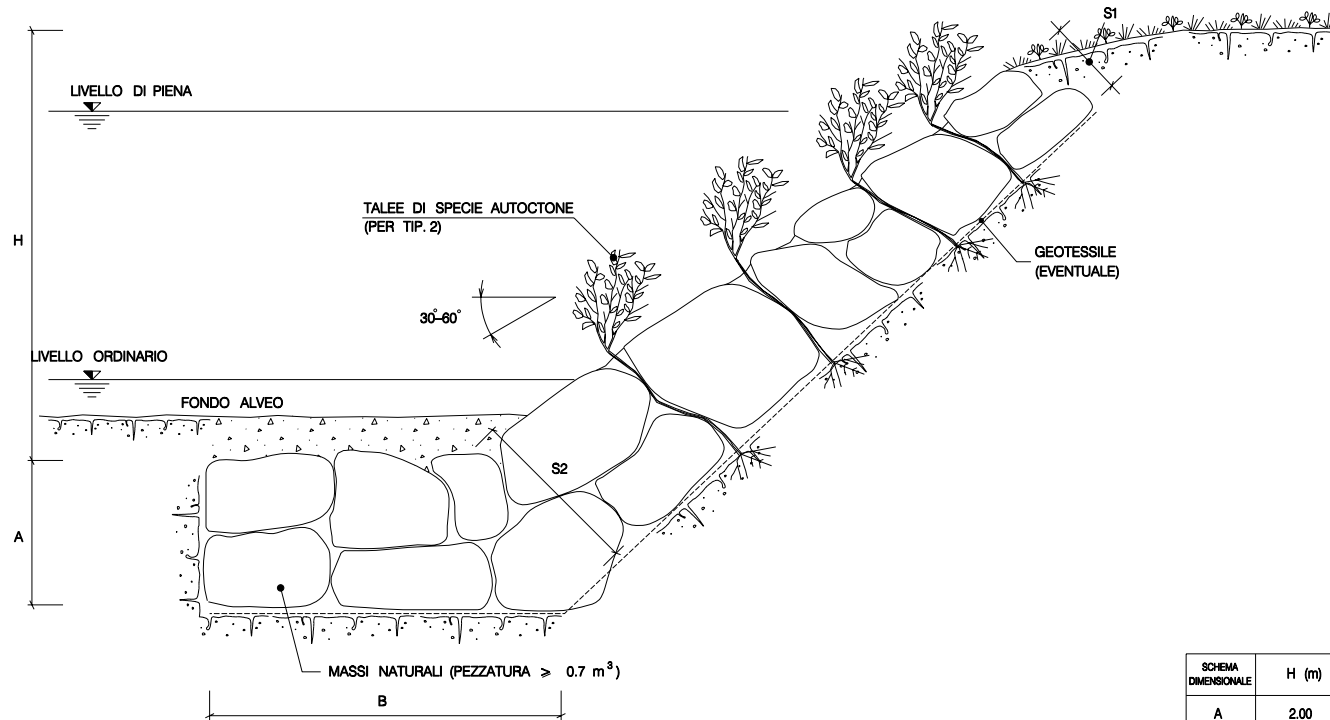 S1
LIVELLO DI PIENA
H
TALEE DI SPECIE AUTOCTONE
(PER TIP. 2)
GEOTESSILE
(EVENTUALE)
30°-60°
LIVELLO ORDINARIO
FONDO ALVEO
S2
A
MASSI NATURALI (PEZZATURA ⩾ 0.7 m³)
B
SCHEMA
DIMENSIONALE
H (m)
A
2.00